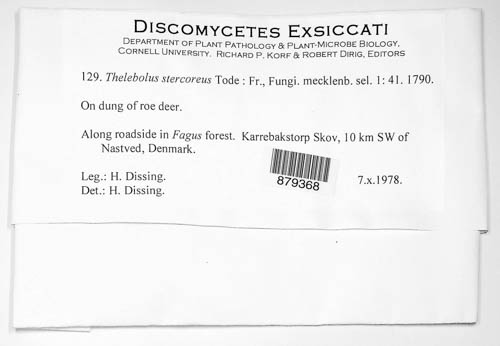 DISCOMYCETES EXSICCATI
DEPARTMENT OF PLANT PATHOLOGY & PLANT-MICROBE BIOLOGY,
CORNELL UNIVERSITY. RICHARD P. KORF & ROBERT DIRIG, EDITORS
129. Thelebolus stercoreus Tode : Fr., Fungi. mecklenb. sel. 1: 41. 1790.
On dung of roe deer.
Along roadside in Fagus forest. Karrebakstorp Skov, 10 km SW of
Nastved, Denmark.
Leg.: H. Dissing.
Det.: H. Dissing.
879368
7.x.1978.